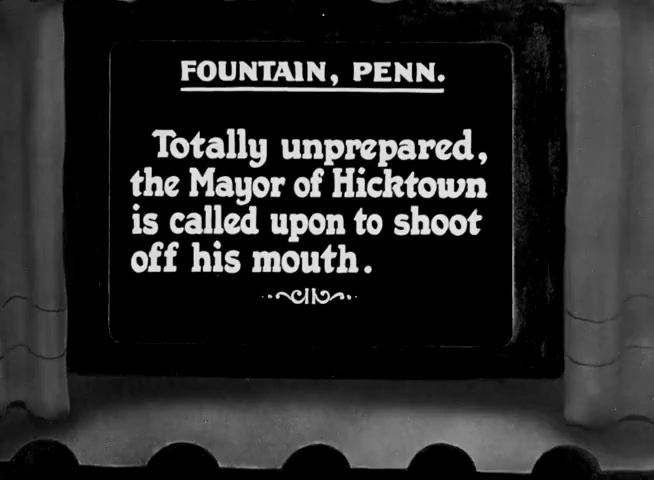 FOUNTAIN, PENN.
Totally unprepared,
the Mayor of Hicktown
is called upon to shoot
off his mouth.